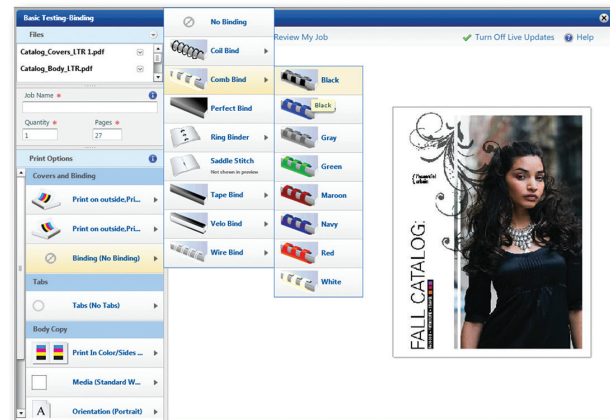 Basic Testing-Binding
Files
Catalog_Covers_LTR 1.pdf
Catalog_Body_LTR.pdf
Job Name *
Quantity *
Pages *
1
27
Print Options
Covers and Binding
Print on outside,Pri...
Print on outside,Pri...
Binding (No Binding)
Tabs
Tabs (No Tabs)
Body Copy
Print In Color/Sides ...
Media (Standard W...
Orientation (Portrait)
No Binding
Coil Bind
Comb Bind
Perfect Bind
Ring Binder
Saddle Stitch
Not shown in preview
Tape Bind
Velo Bind
Wire Bind
Black
Black
Gray
Green
Maroon
Navy
Red
White
Review My Job
Turn Off Live Updates
Help
FALL CATALOG: